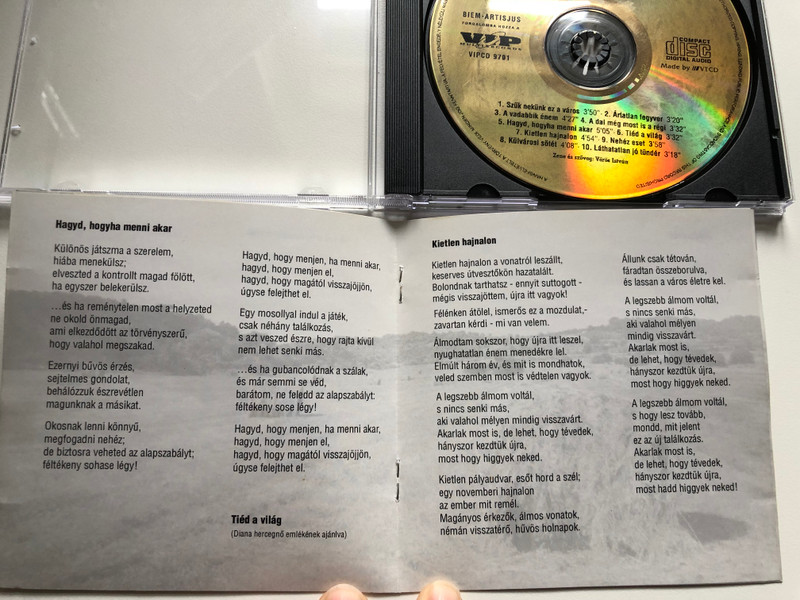 BIEM-ARTISJUS
FORGALOMBA HOZZA A
VIP
VIPCD 9701
COMPACT
disc
DIGITAL AUDIO
Made by VTCD
1. Szűk nekünk ez a város 3'50" 2. Ártatlan fegyver 3'20"
3. A vadabbik énem 4'27" 4. A dal még most is a régi 3'32"
5. Hagyd, hogyha menni akar 5'05" 6. Tiéd a világ 3'32"
7. Kietlen hajnalon 4'54" 9. Nehéz eset 3'58"
8. Külvárosi sötét 4'08" 10. Láthatatlan jó tündér 3'18"
Zene és szöveg: Vörös István
Hagyd, hogyha menni akar
Különös játszma a szerelem,
hiába menekülsz;
elveszted a kontrollt magad fölött,
ha egyszer belekerülsz.
...és ha reménytelen most a helyzeted
ne okold önmagad,
ami elkezdődött az törvényszerű,
hogy valahol megszakad.
Ezernyi bűvös érzés,
sejtelmes gondolat,
behálózzuk észrevétlen
magunknak a másikat.
Okosnak lenni könnyű,
megfogadni nehéz;
de biztosra veheted az alapszabályt;
féltékeny sohase légy!
Hagyd, hogy menjen, ha menni akar,
hagyd, hogy menjen el,
hagyd, hogy magától visszajöjjön,
úgyse felejthet el.
Egy mosollyal indul a játék,
csak néhány találkozás,
s azt veszed észre, hogy rajta kívül
nem lehet senki más.
...és ha gubancolódnak a szálak,
és már semmi se véd,
barátom, ne feledd az alapszabályt:
féltékeny sose légy!
Hagyd, hogy menjen, ha menni akar,
hagyd, hogy menjen el,
hagyd, hogy magától visszajöjjön,
úgyse felejthet el.
Tiéd a világ
(Diana hercegnő emlékének ajánlva)
Kietlen hajnalon
Kietlen hajnalon a vonatról leszállt,
keserves útvesztőkön hazatalált.
Bolondnak tarthatsz - ennyit suttogott -
mégis visszajöttem, újra itt vagyok!
Félénken átölel, ismerős ez a mozdulat,-
zavartan kérdi - mi van velem.
Álmodtam sokszor, hogy újra itt leszel,
nyughatatlan énem menedékre lel.
Elmúlt három év, és mit is mondhatok,
veled szemben most is védtelen vagyok.
A legszebb álmom voltál,
s nincs senki más,
aki valahol mélyen mindig visszavárt.
Akarlak most is, de lehet, hogy tévedek,
hányszor kezdtük újra,
most hogy higgyek neked.
Kietlen pályaudvar, esőt hord a szél;
egy novemberi hajnalon
az ember mit remél.
Magányos érkezők, álmos vonatok,
némán visszatérő, hűvös holnapok.
Állunk csak tétován,
fáradtan összeborulva,
és lassan a város életre kel.
A legszebb álmom voltál,
s nincs senki más,
aki valahol mélyen
mindig visszavárt.
Akarlak most is,
de lehet, hogy tévedek,
hányszor kezdtük újra,
most hogy higgyek neked.
A legszebb álmom voltál,
s hogy lesz tovább,
mondd, mit jelent
ez az új találkozás.
Akarlak most is,
de lehet, hogy tévedek,
hányszor kezdtük újra,
most hadd higgyek neked!